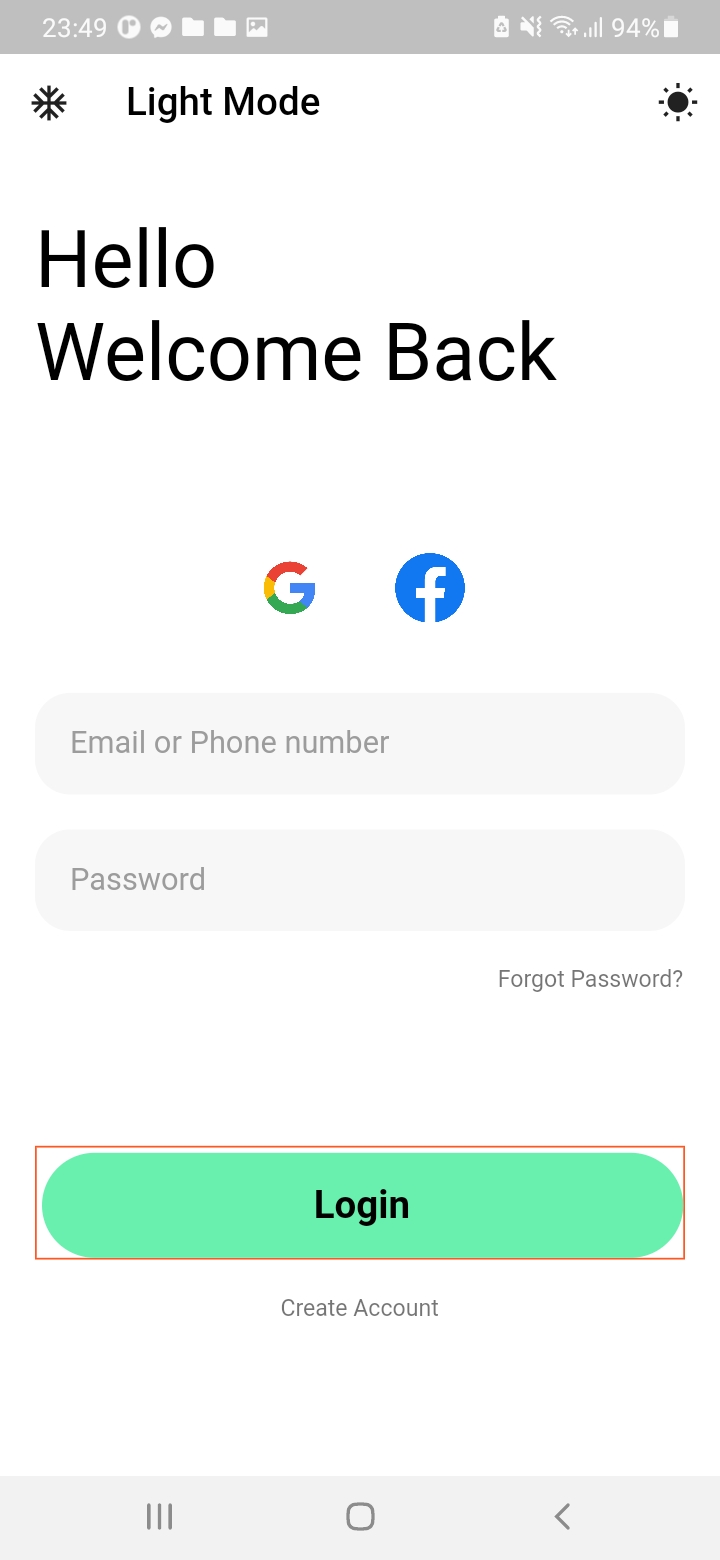 23:49 94%
Light Mode
Hello
Welcome Back
Email or Phone number
Password
Forgot Password?
Login
Create Account